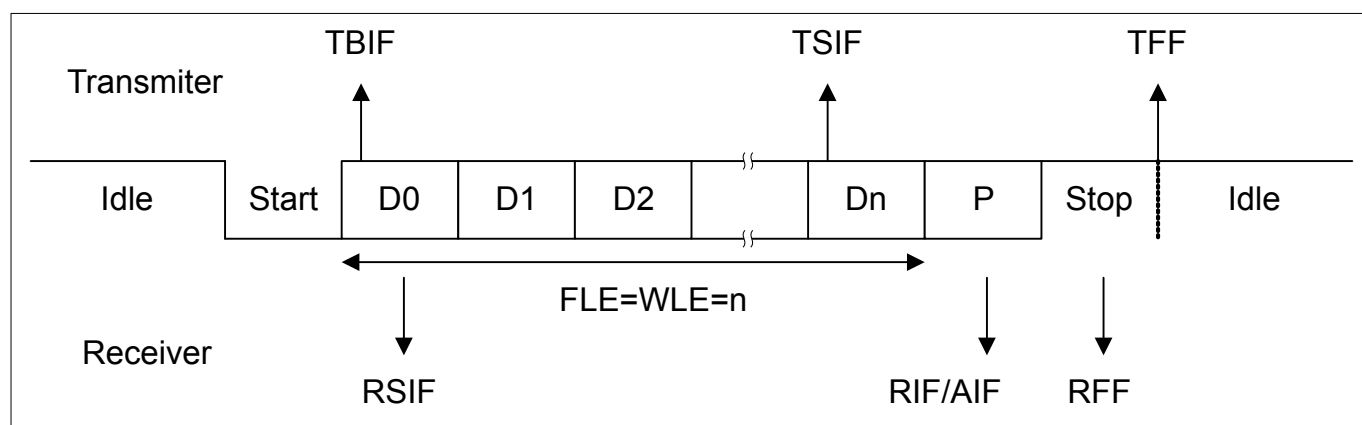 TBIF TSIF TFF
Transmiter
Idle Start D0 D1 D2 Dn P Stop Idle
FLE=WLE=n
Receiver
RSIF RIF/AIF RFF